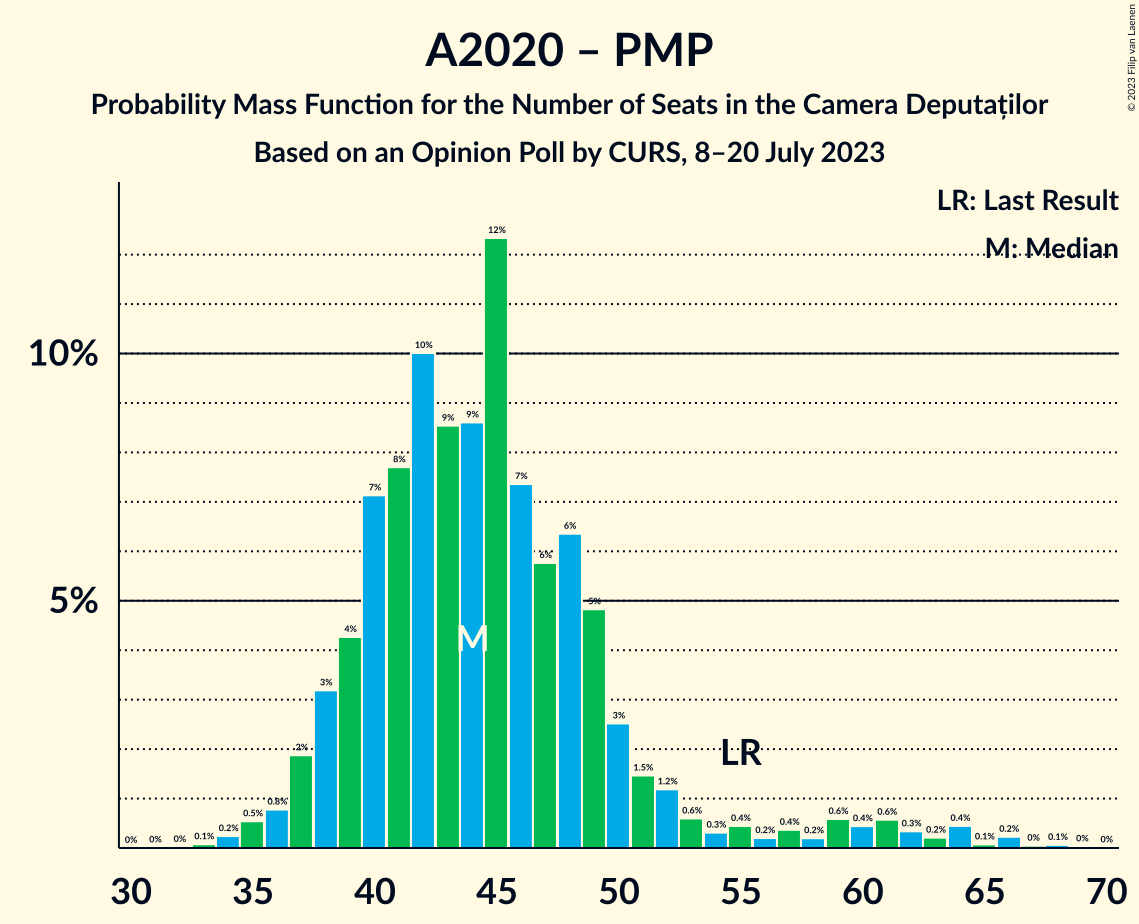 © 2023 Filip van Laenen
A2020 – PMP
Probability Mass Function for the Number of Seats in the Camera Deputaților
Based on an Opinion Poll by CURS, 8–20 July 2023
LR: Last Result
M: Median
10%
5%
0% 0% 0% 0.1% 0.2% 0.5% 0.8% 2% 3% 4% 7% 8% 10% 9% 9% 12% 7% 6% 6% 5% 3% 1.5% 1.2% 0.6% 0.3% 0.4% 0.2% 0.4% 0.2% 0.6% 0.4% 0.6% 0.3% 0.2% 0.4% 0.1% 0.2% 0% 0.1% 0% 0%
M
LR
30 35 40 45 50 55 60 65 70